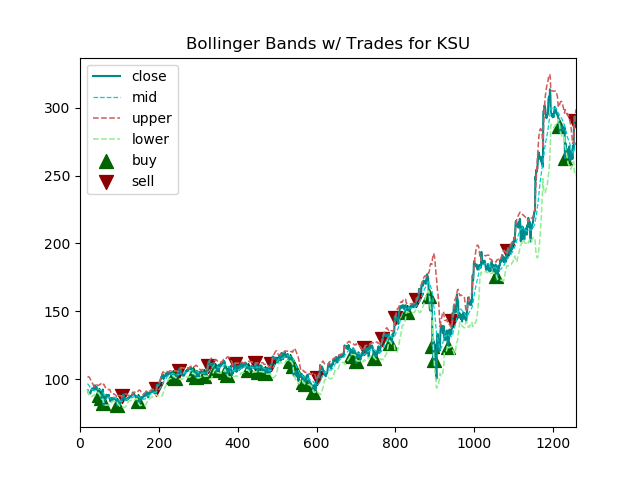 Bollinger Bands w/ Trades for KSU
close
mid
upper
lower
buy
sell
300
250
200
150
100
0 200 400 600 800 1000 1200